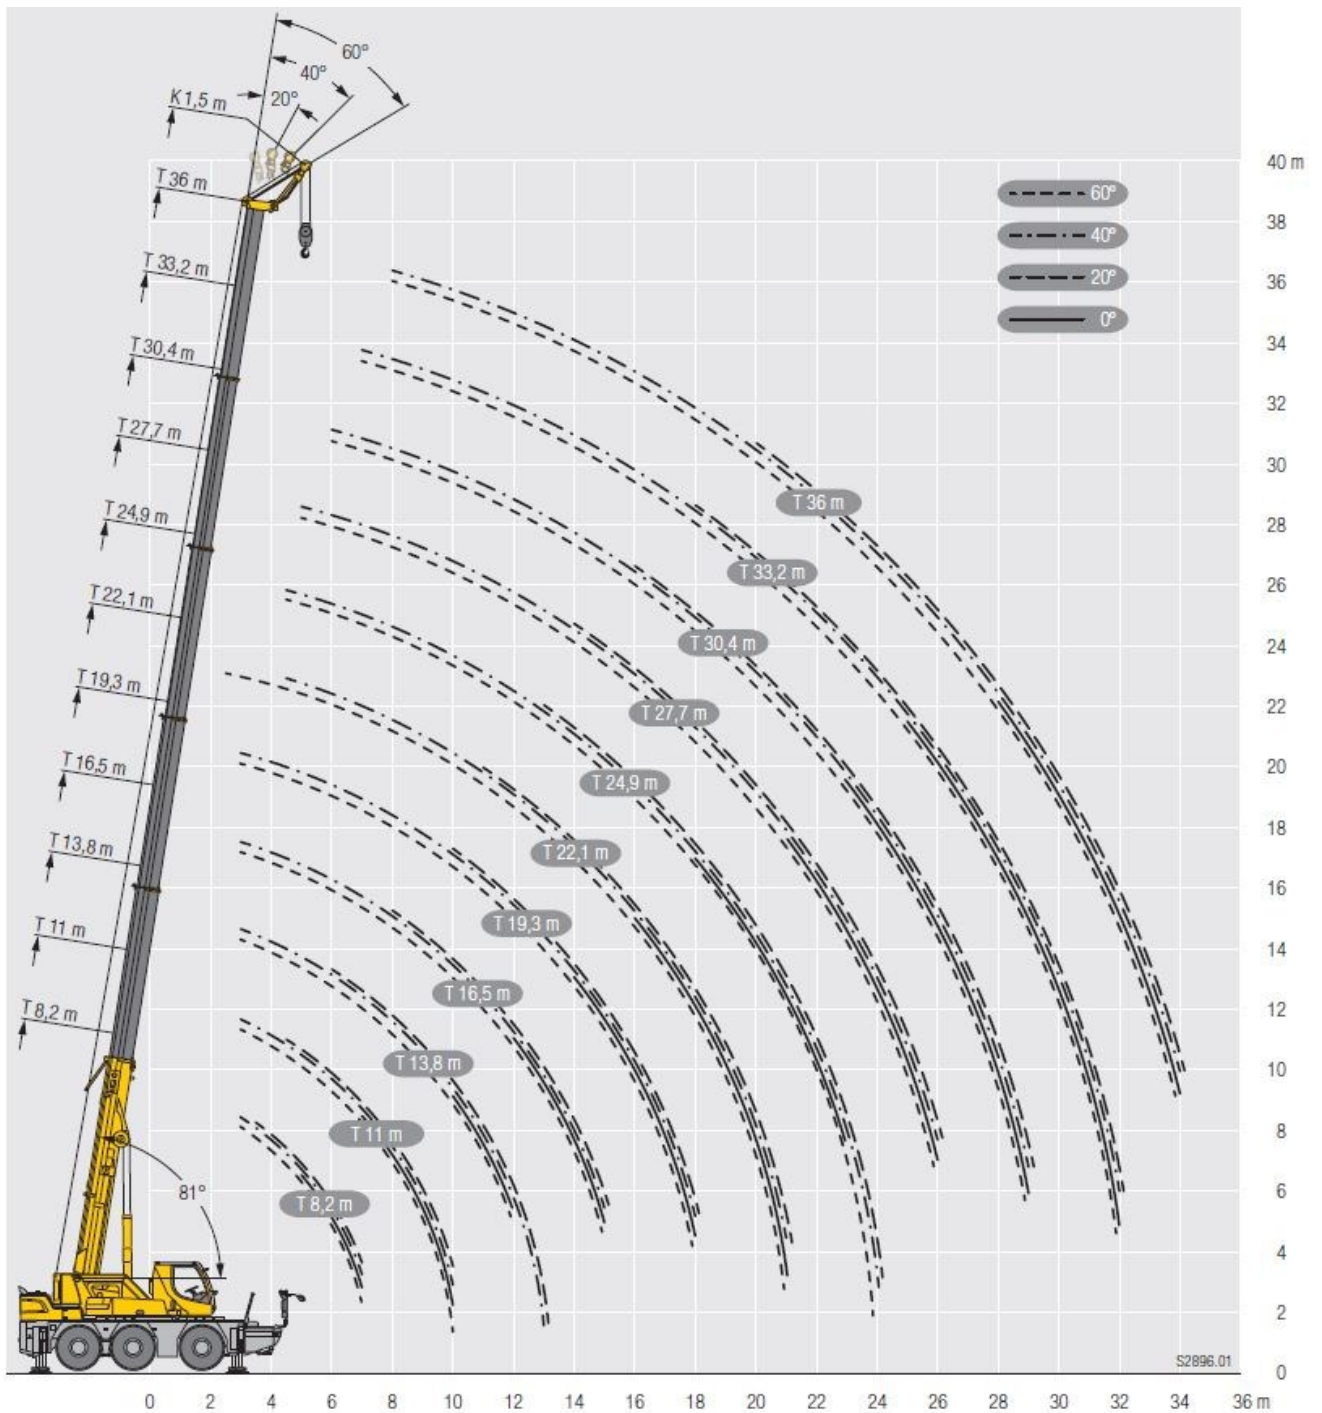 60°
40°
20°
K 1,5 m
T 36 m
T 33,2 m
T 30,4 m
T 27,7 m
T 24,9 m
T 22,1 m
T 19,3 m
T 16,5 m
T 13,8 m
T 11 m
T 8,2 m
81°
60°
40°
20°
0°
T 36 m
T 33,2 m
T 30,4 m
T 27,7 m
T 24,9 m
T 22,1 m
T 19,3 m
T 16,5 m
T 13,8 m
T 11 m
T 8,2 m
40 m
38
36
34
32
30
28
26
24
22
20
18
16
14
12
10
8
6
4
2
0
S2896.01
0 2 4 6 8 10 12 14 16 18 20 22 24 26 28 30 32 34 36 m